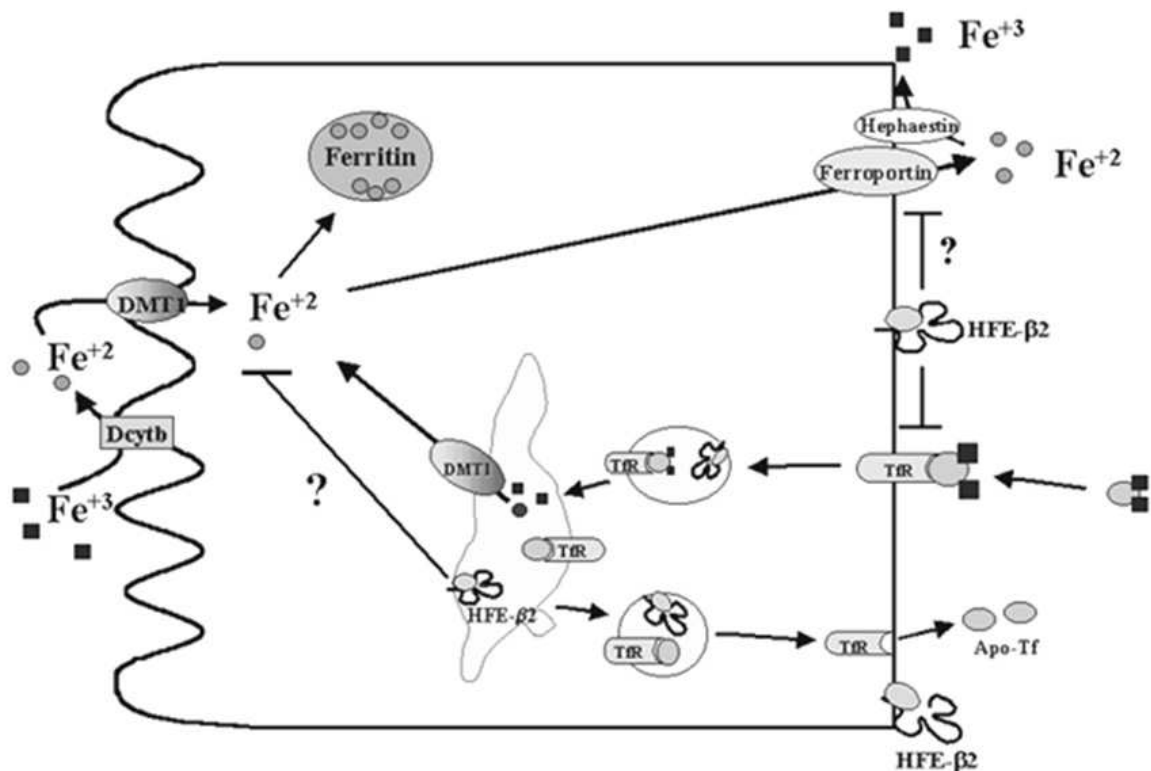 Fe+3
Hephaestin
Ferritin
Fe+2
Ferroportin
?
DMT1
Fe+2
HFE-β2
Fe+2
Dcytb
TfR
TfR
DMT1
?
Fe+3
TfR
HFE-β2
TfR
TfR
Apo-Tf
HFE-β2